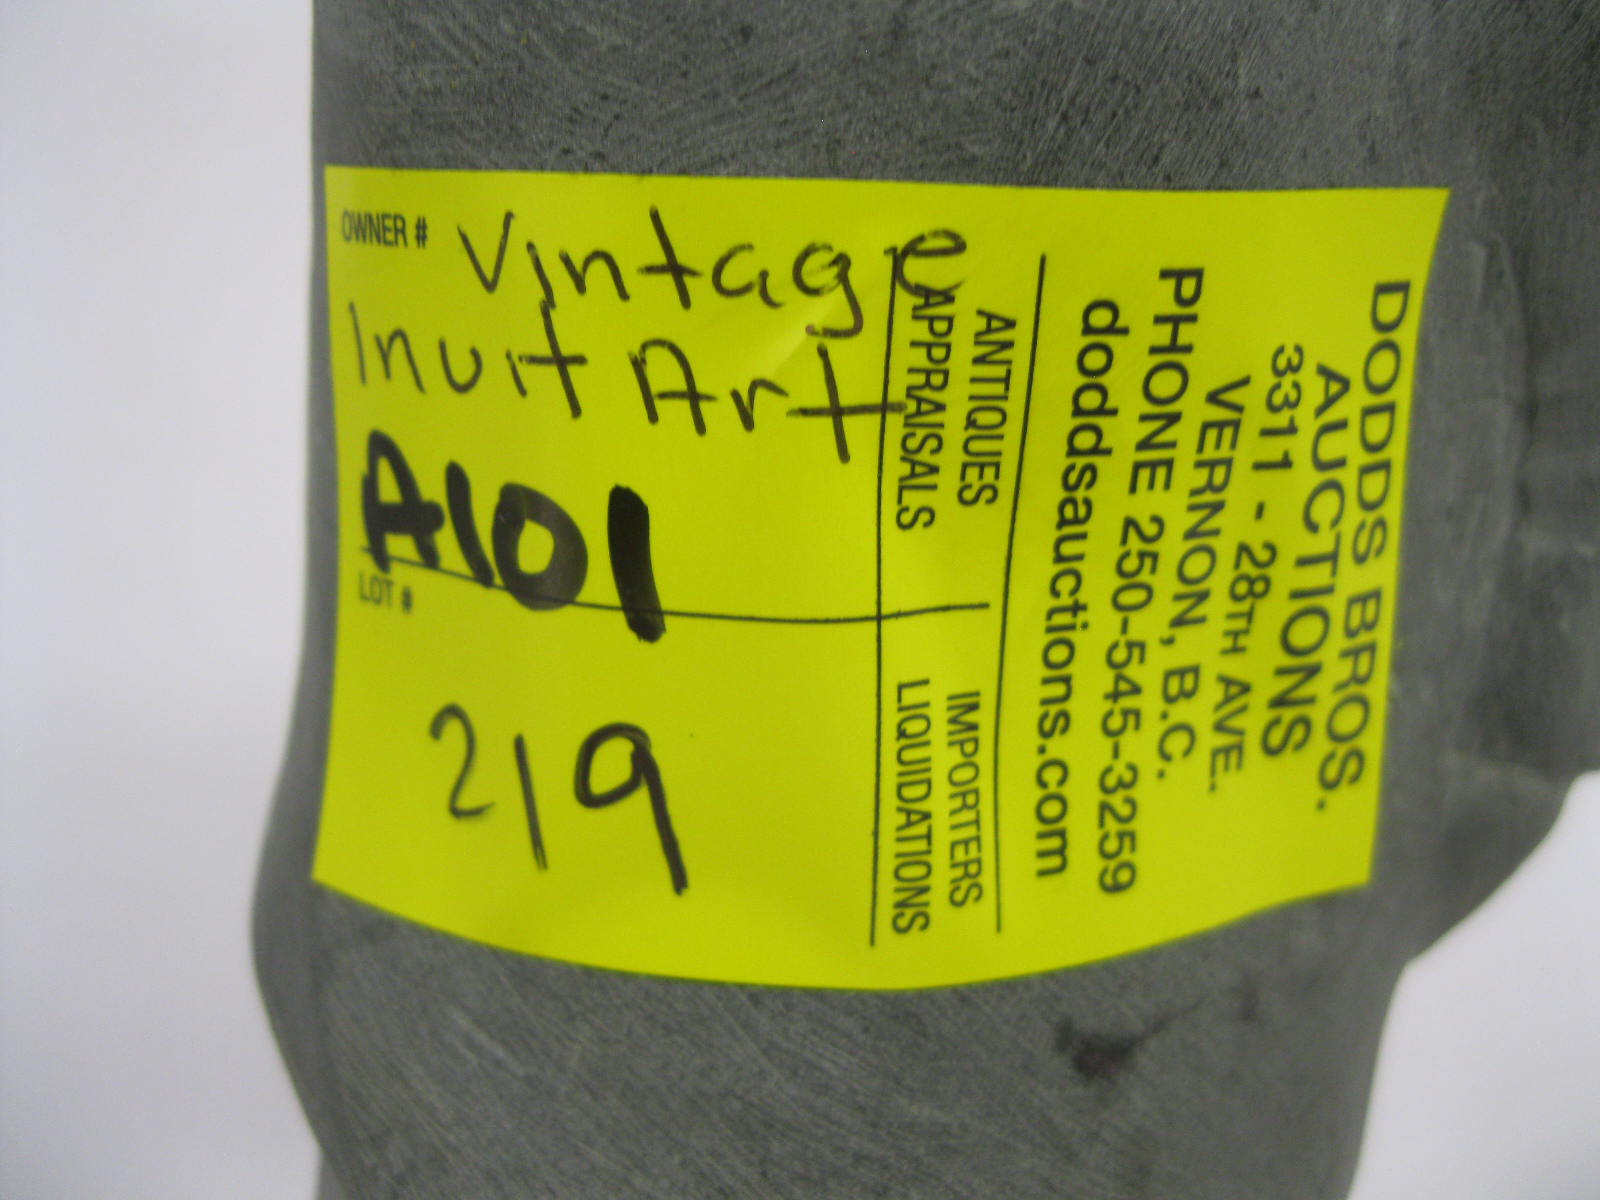 DODDS BROS.
AUCTIONS
3311 - 28TH AVE.
VERNON, B.C.
PHONE 250-545-3259
doddsauctions.com
ANTIQUES
APPRAISALS
IMPORTERS
LIQUIDATIONS
OWNER # Vintage
Inuit Art
A101
LOT #
219